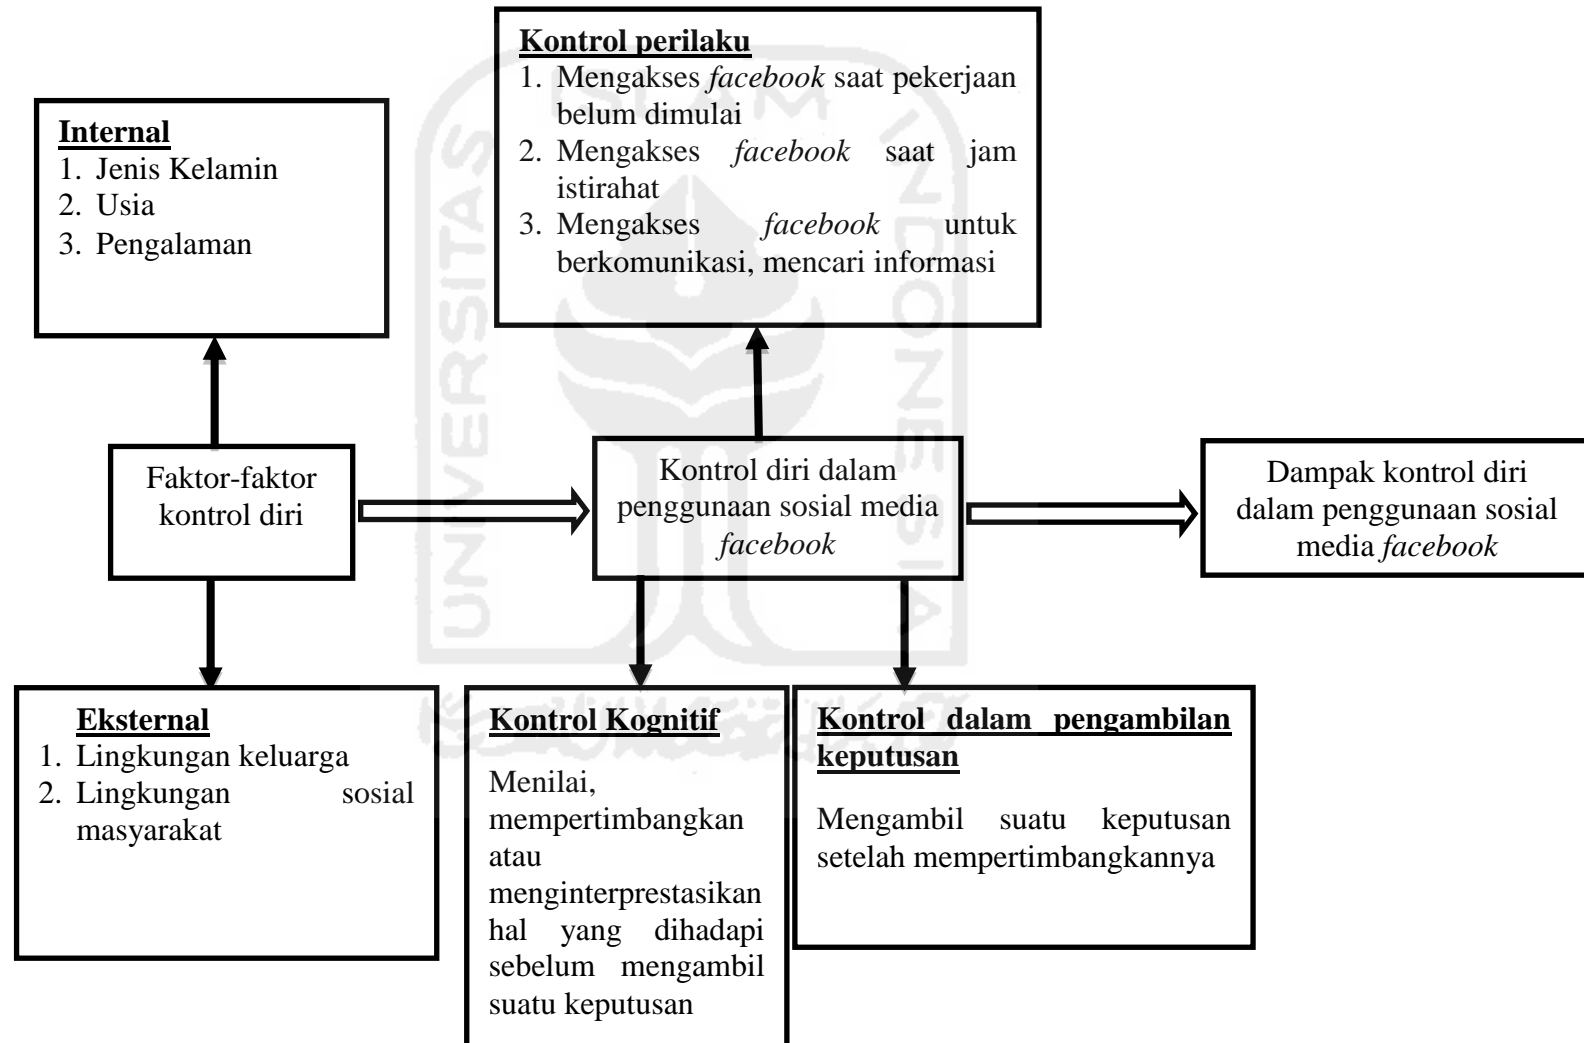 Kontrol perilaku
1. Mengakses facebook saat pekerjaan
belum dimulai
2. Mengakses facebook saat jam
istirahat
3. Mengakses facebook untuk
berkomunikasi, mencari informasi
Internal
1. Jenis Kelamin
2. Usia
3. Pengalaman
Faktor-faktor
kontrol diri
Kontrol diri dalam
penggunaan sosial media
facebook
Dampak kontrol diri
dalam penggunaan sosial
media facebook
Eksternal
1. Lingkungan keluarga
2. Lingkungan sosial
masyarakat
Kontrol Kognitif
Menilai,
mempertimbangkan
atau
menginterprestasikan
hal yang dihadapi
sebelum mengambil
suatu keputusan
Kontrol dalam pengambilan
keputusan
Mengambil suatu keputusan
setelah mempertimbangkannya
UNIVERSITAS
ISLAM
INDONESIA